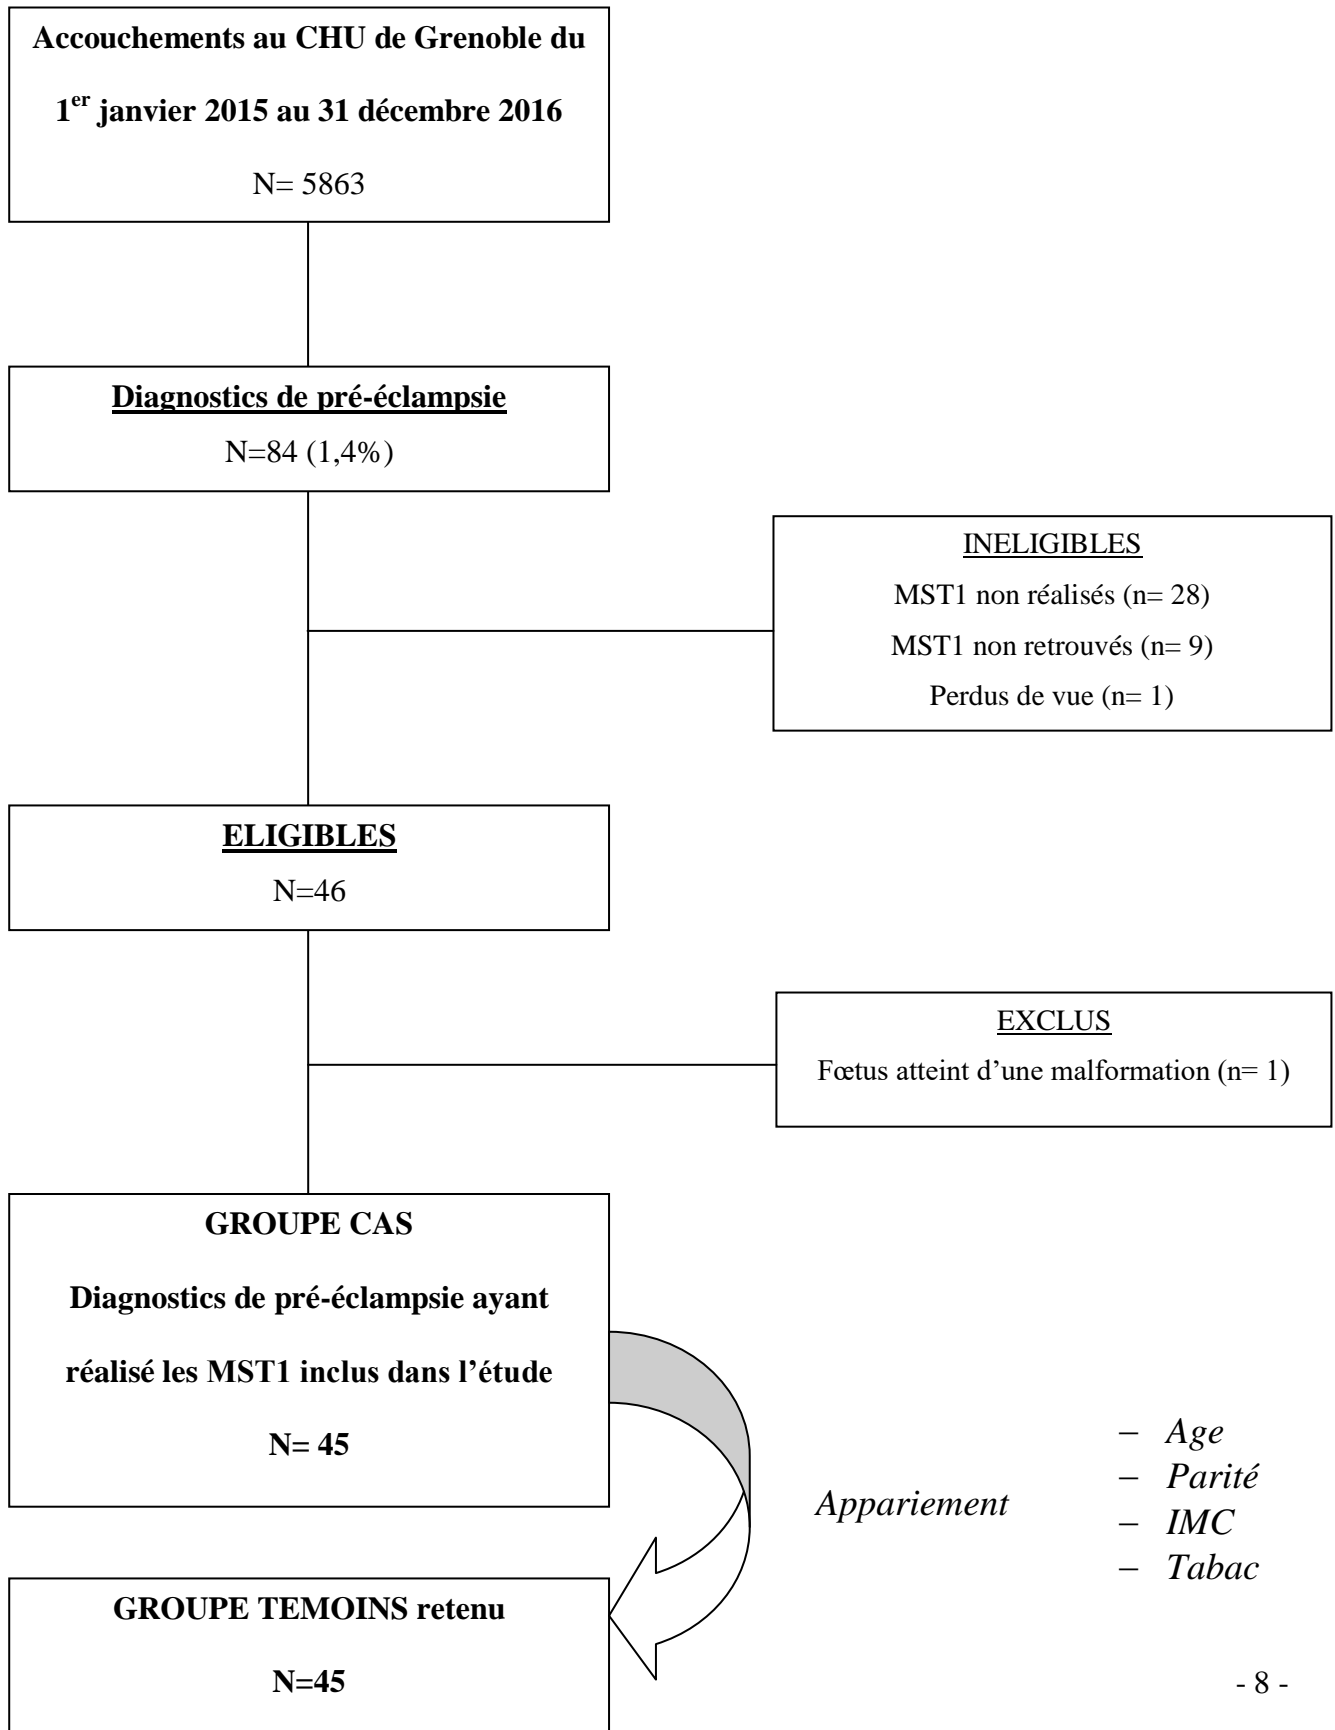 Accouchements au CHU de Grenoble du
1er janvier 2015 au 31 décembre 2016
N= 5863
Diagnostics de pré-éclampsie
N=84 (1,4%)
INELIGIBLES
MST1 non réalisés (n= 28)
MST1 non retrouvés (n= 9)
Perdus de vue (n= 1)
ELIGIBLES
N=46
EXCLUS
Fœtus atteint d’une malformation (n= 1)
GROUPE CAS
Diagnostics de pré-éclampsie ayant
réalisé les MST1 inclus dans l’étude
N= 45
Appariement
– Age
– Parité
– IMC
– Tabac
GROUPE TEMOINS retenu
N=45
- 8 -